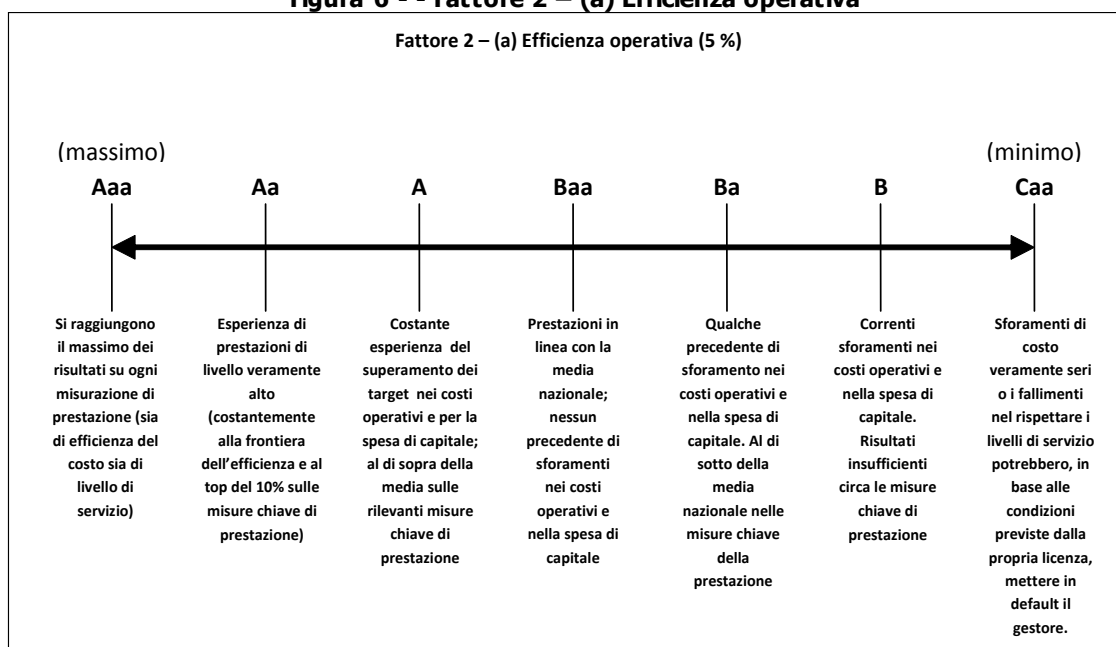 Figura 6 - - Fattore 2 – (a) Efficienza operativa
Fattore 2 – (a) Efficienza operativa (5 %)
(massimo)
(minimo)
Aaa
Aa
A
Baa
Ba
B
Caa
Si raggiungono
il massimo dei
risultati su ogni
misurazione di
prestazione (sia
di efficienza del
costo sia di
livello di
servizio)
Esperienza di
prestazioni di
livello veramente
alto
(costantemente
alla frontiera
dell'efficienza e al
top del 10% sulle
misure chiave di
prestazione)
Costante
esperienza del
superamento dei
target nei costi
operativi e per la
spesa di capitale;
al di sopra della
media sulle
rilevanti misure
chiave di
prestazione
Prestazioni in
linea con la
media
nazionale;
nessun
precedente di
sforamenti
nei costi
operativi e
nella spesa di
capitale
Qualche
precedente di
sforamento nei
costi operativi e
nella spesa di
capitale. Al di
sotto della
media
nazionale nelle
misure chiave
della
prestazione
Correnti
sforamenti nei
costi operativi e
nella spesa di
capitale.
Risultati
insufficienti
circa le misure
chiave di
prestazione
Sforamenti di
costo
veramente seri
o i fallimenti
nel rispettare i
livelli di servizio
potrebbero, in
base alle
condizioni
previste dalla
propria licenza,
mettere in
default il
gestore.